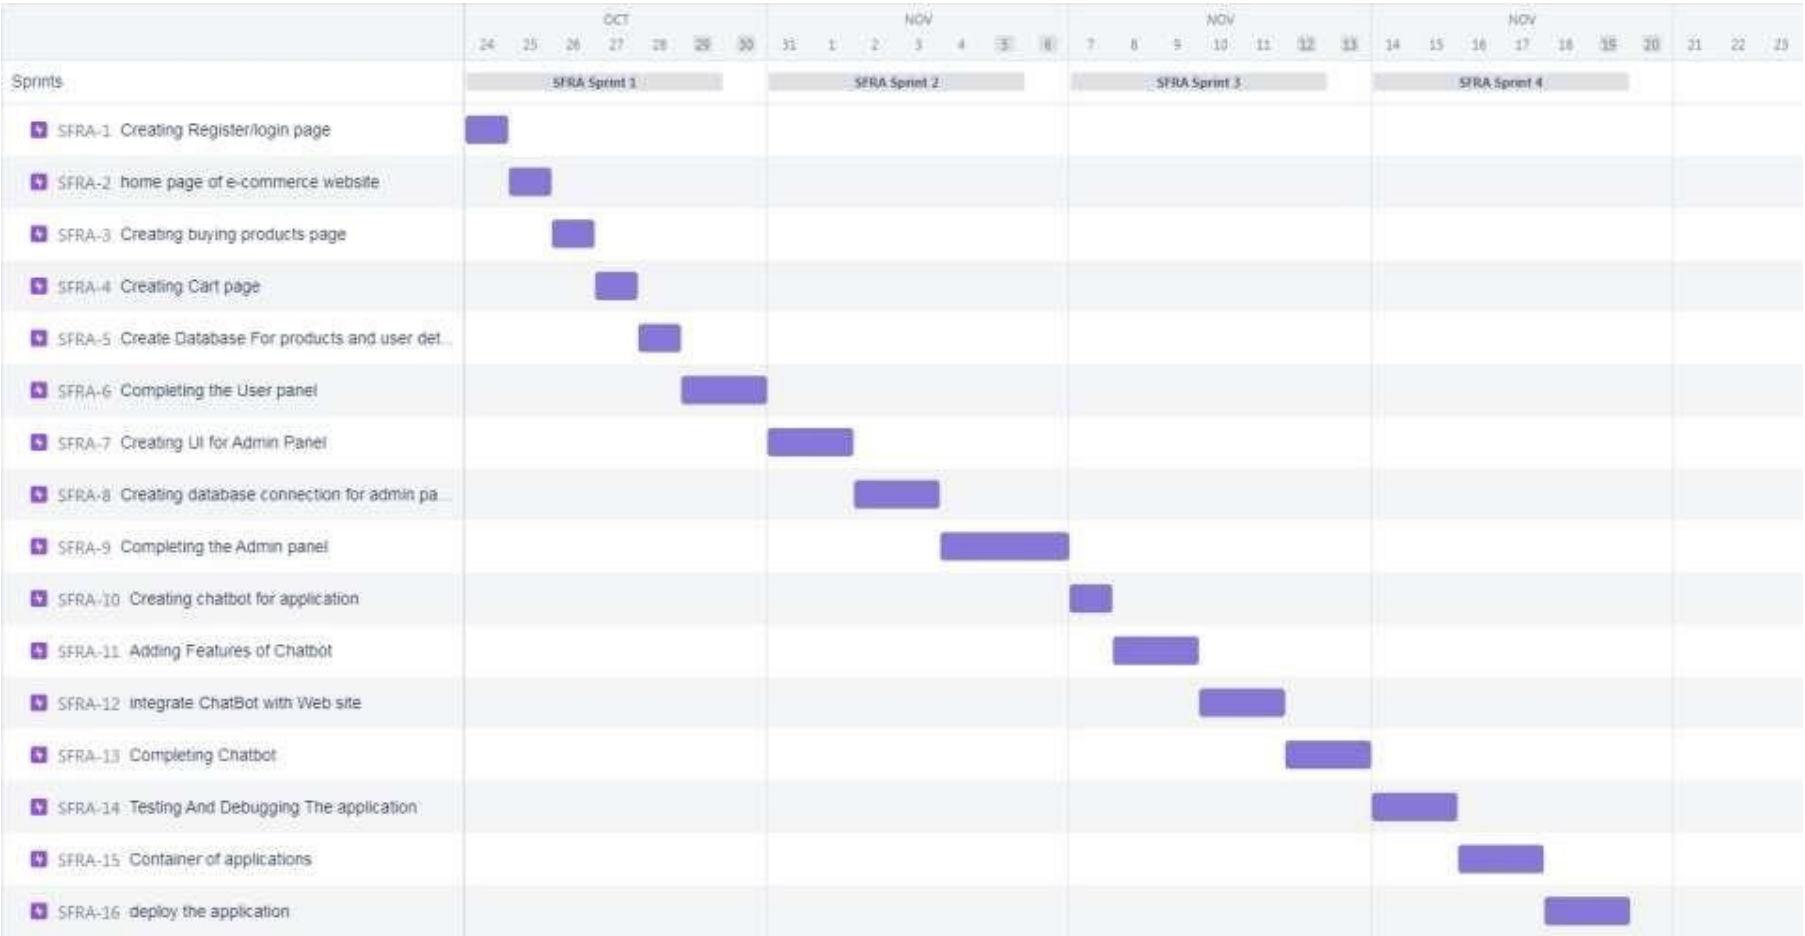 OCT NOV NOV NOV
24 25 26 27 28 29 30 31 1 2 3 4 5 6 7 8 9 10 11 12 13 14 15 16 17 18 19 20 21 22 23
Sprints SFRA Sprint 1 SFRA Sprint 2 SFRA Sprint 3 SFRA Sprint 4
SFRA-1 Creating Register/login page
SFRA-2 home page of e-commerce website
SFRA-3 Creating buying products page
SFRA-4 Creating Cart page
SFRA-5 Create Database For products and user det...
SFRA-6 Completing the User panel
SFRA-7 Creating UI for Admin Panel
SFRA-8 Creating database connection for admin pa...
SFRA-9 Completing the Admin panel
SFRA-10 Creating chatbot for application
SFRA-11 Adding Features of Chatbot
SFRA-12 integrate ChatBot with Web site
SFRA-13 Completing Chatbot
SFRA-14 Testing And Debugging The application
SFRA-15 Container of applications
SFRA-16 deploy the application